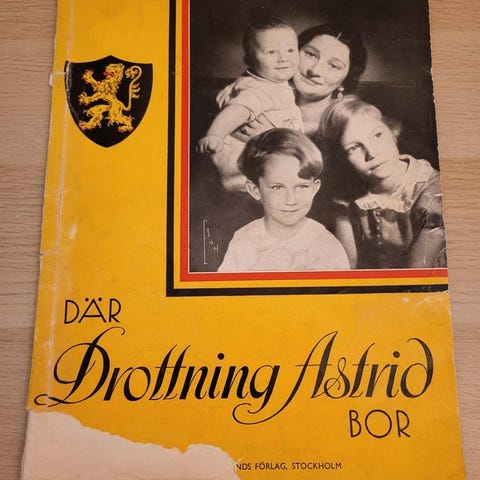 DÄR
Drottning Astrid
BOR
NDS FÖRLAG, STOCKHOLM